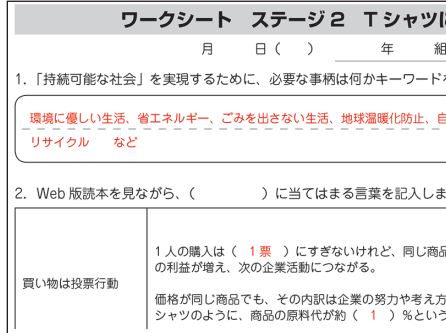 ワークシート　ステージ２　Ｔシャツ
月　　日（　　）　　　年　　組
1．「持続可能な社会」を実現するために、必要な事柄は何かキーワード
環境に優しい生活、省エネルギー、ごみを出さない生活、地球温暖化防止、
リサイクル　　など
2．Web 版読本を見ながら、（　　　　　）に当てはまる言葉を記入しま
1 人の購入は（　1 票　）にすぎないけれど、同じ商品
の利益が増え、次の企業活動につながる。
買い物は投票行動
価格が同じ商品でも、その内訳は企業の努力や考え方
シャツのように、商品の原料代が約（　1　）％という